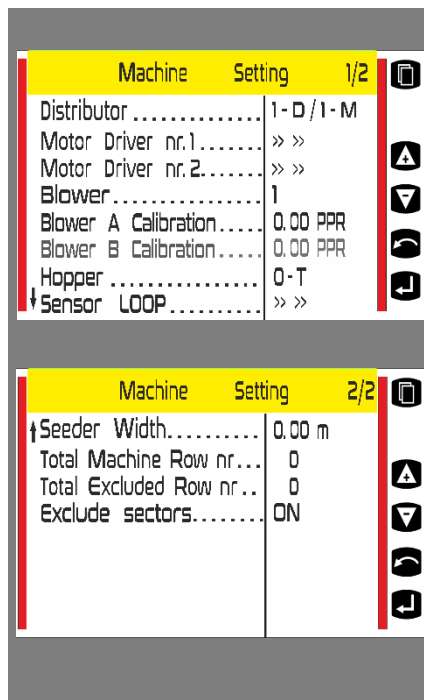 Machine Setting 1/2
Distributor .............. 1-D/1-M
Motor Driver nr.1....... >> >>
Motor Driver nr.2....... >> >>
Blower................ 1
Blower A Calibration..... 0.00 PPR
Blower B Calibration..... 0.00 PPR
Hopper ................ 0-T
Sensor LOOP.......... >> >>
Machine Setting 2/2
Seeder Width.......... 0.00 m
Total Machine Row nr... 0
Total Excluded Row nr.. 0
Exclude sectors........ ON